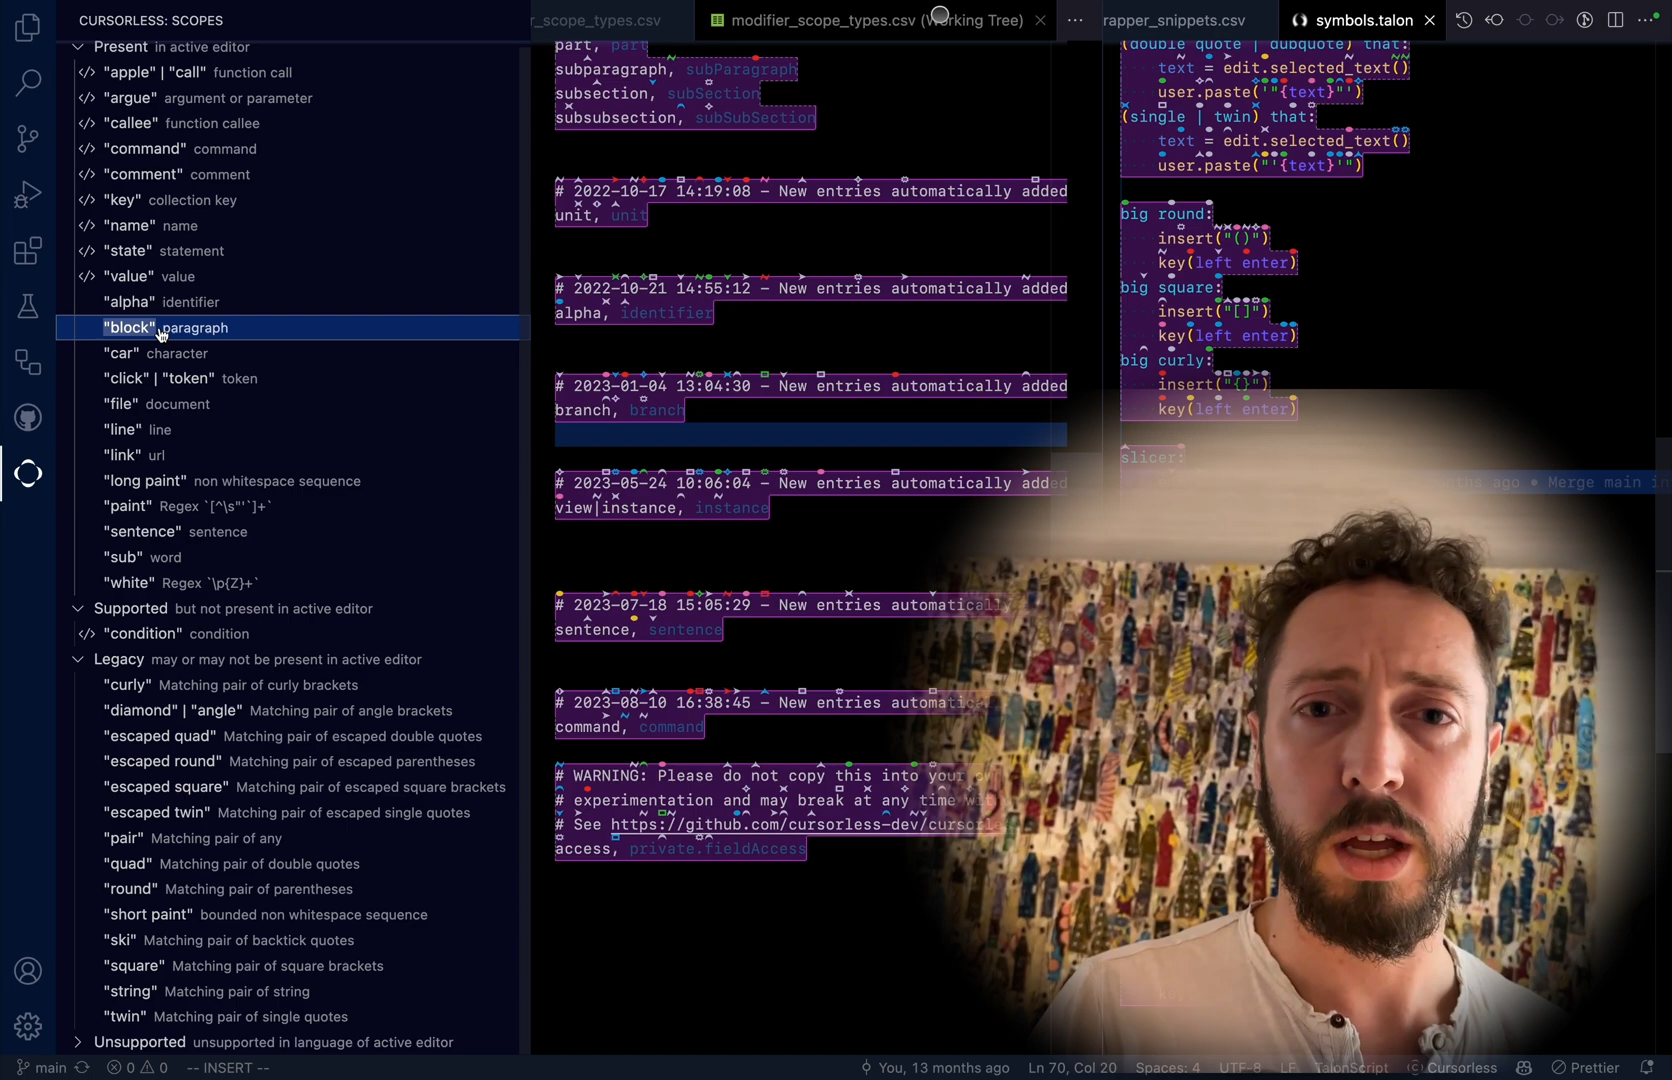 CURSORLESS: SCOPES
Present in active editor
"apple" | "call" function call
"argue" argument or parameter
"callee" function callee
"command" command
"comment" comment
"key" collection key
"name" name
"state" statement
"value" value
"alpha" identifier
"block" paragraph
"car" character
"click" | "token" token
"file" document
"line" line
"link" url
"long paint" non whitespace sequence
"paint" Regex `[^\s"'`]+`
"sentence" sentence
"sub" word
"white" Regex `\p{Z}+`
Supported but not present in active editor
"condition" condition
Legacy may or may not be present in active editor
"curly" Matching pair of curly brackets
"diamond" | "angle" Matching pair of angle brackets
"escaped quad" Matching pair of escaped double quotes
"escaped round" Matching pair of escaped parentheses
"escaped square" Matching pair of escaped square brackets
"escaped twin" Matching pair of escaped single quotes
"pair" Matching pair of any
"quad" Matching pair of double quotes
"round" Matching pair of parentheses
"short paint" bounded non whitespace sequence
"ski" Matching pair of backtick quotes
"square" Matching pair of square brackets
"string" Matching pair of string
"twin" Matching pair of single quotes
Unsupported unsupported in language of active editor
r_scope_types.csv
modifier_scope_types.csv (Working Tree)
part, part
subparagraph, subParagraph
subsection, subSection
subsubsection, subSubSection
# 2022-10-17 14:19:08 - New entries automatically added
unit, unit
# 2022-10-21 14:55:12 - New entries automatically added
alpha, identifier
# 2023-01-04 13:04:30 - New entries automatically added
branch, branch
# 2023-05-24 10:06:04 - New entries automatically added
view|instance, instance
# 2023-07-18 15:05:29 - New entries automatically
sentence, sentence
# 2023-08-10 16:38:45 - New entries automatic
command, command
# WARNING: Please do not copy this into your
# experimentation and may break at any time
# See https://github.com/cursorless-dev/cursorle
access, private.fieldAccess
rapper_snippets.csv
symbols.talon
(double quote | dubquote) that:
text = edit.selected_text()
user.paste('"{text}"')
(single | twin) that:
text = edit.selected_text()
user.paste("'{text}'")
big round:
insert("()")
key(left enter)
big square:
insert("[]")
key(left enter)
big curly:
insert("{}")
key(left enter)
slicer:
ago • Merge main in
main
0 0
-- INSERT --
You, 13 months ago
Ln 70, Col 20
Spaces: 4
UTF-8
LF
TalonScript
Cursorless
Prettier